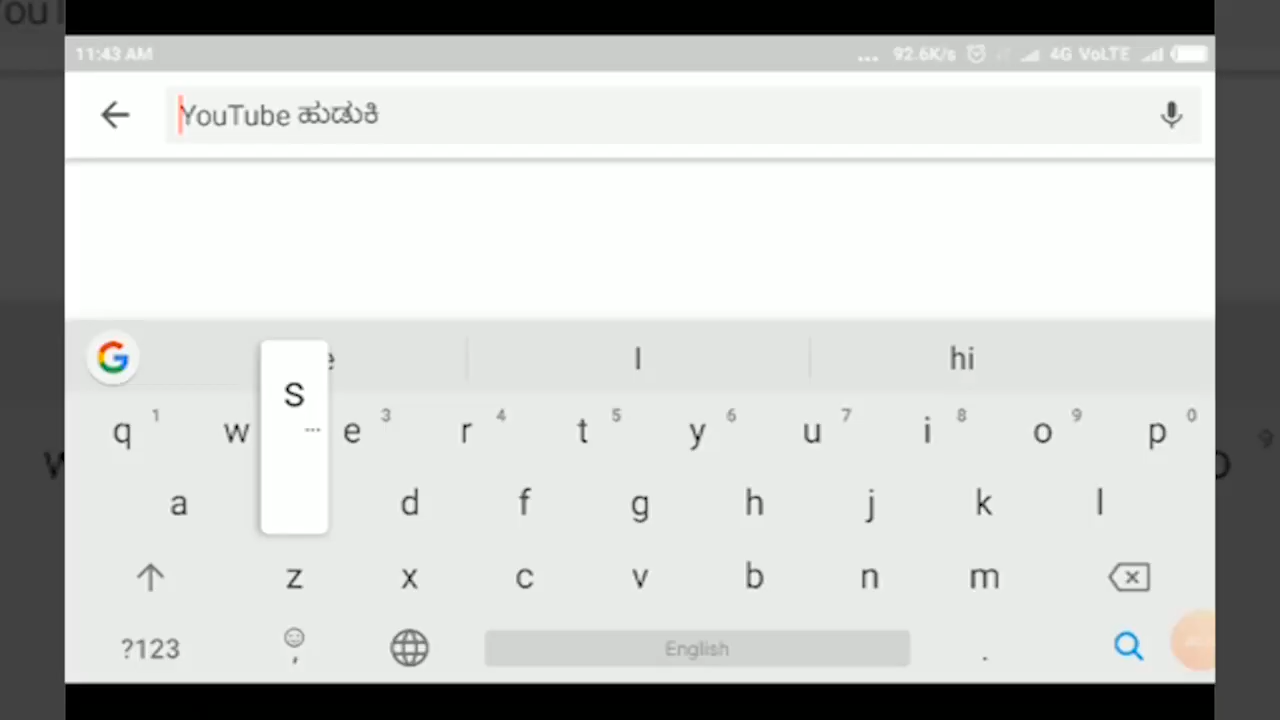 11:43 AM ... 92.6K/s 4G VoLTE
YouTube ಹುಡುಕಿ
I hi
q 1 w e 3 r 4 t 5 y 6 u 7 i 8 o 9 p 0
S
a d f g h j k l
z x c v b n m
?123 , English .